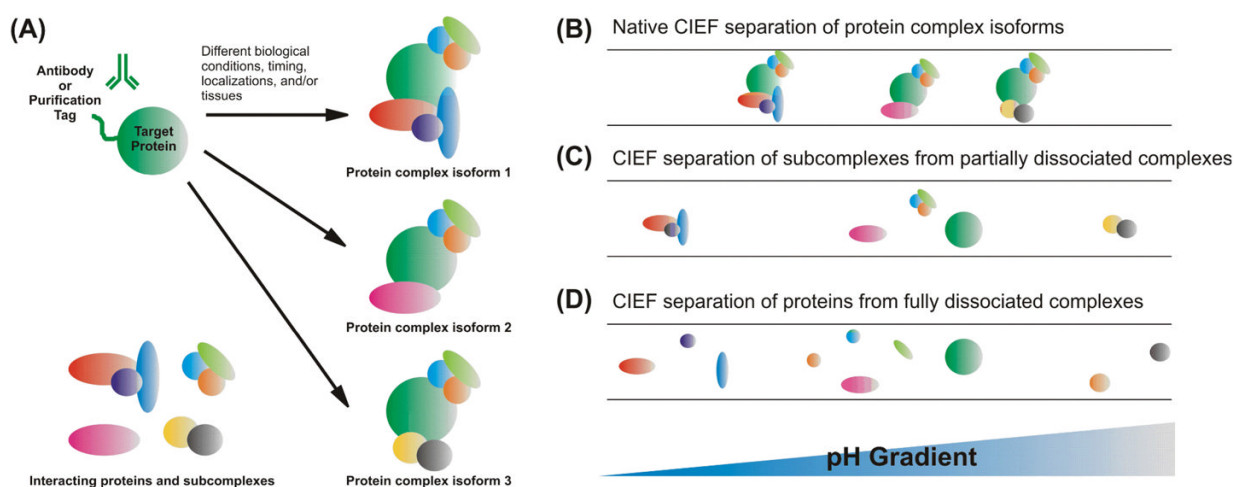 (A)
Antibody
or
Purification
Tag
Target
Protein
Different biological
conditions, timing,
localizations, and/or
tissues
Protein complex isoform 1
Protein complex isoform 2
Protein complex isoform 3
Interacting proteins and subcomplexes
(B) Native CIEF separation of protein complex isoforms
(C) CIEF separation of subcomplexes from partially dissociated complexes
(D) CIEF separation of proteins from fully dissociated complexes
pH Gradient